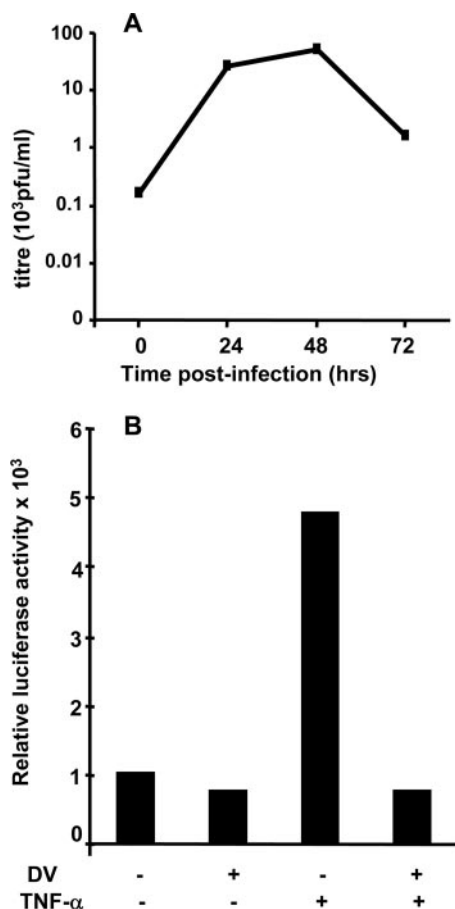 A
100
10
1
0.1
0.01
0
titre (10³pfu/ml)
0 24 48 72
Time post-infection (hrs)
B
6
5
4
3
2
1
0
Relative luciferase activity x 10³
DV - + - +
TNF-α - - + +